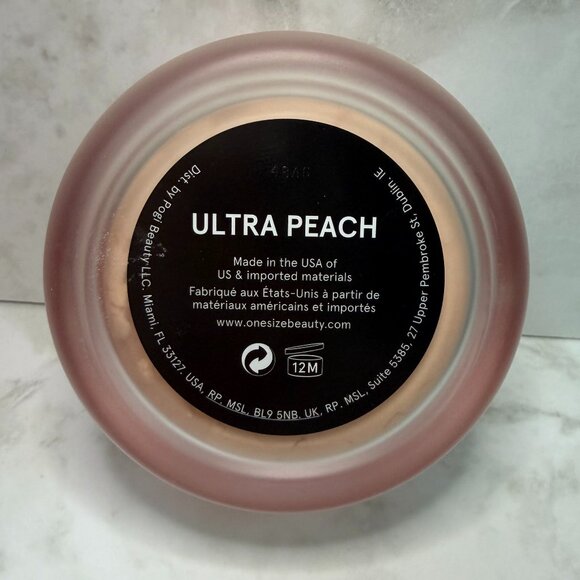 ULTRA PEACH
Made in the USA of
US & imported materials
Fabriqué aux États-Unis à partir de
matériaux américains et importés
www.onesizebeauty.com
12M
Dist. by Pogi Beauty LLC. Miami, FL 33127. USA, RP. MSL, BL9 5NB. UK, RP. MSL, Suite 5385, 27 Upper Pembroke St, Dublin .IE